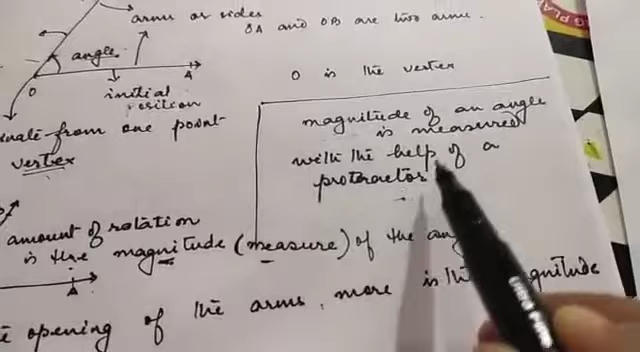 arms or sides
OA and OB are two arms.
angle
O
A
initial
position
O is the vertex
magnitude of an angle
is measured
with the help of a
protractor
from one point
vertex
amount of rotation
is the magnitude (measure) of the
A
opening of the arms, more is the magnitude